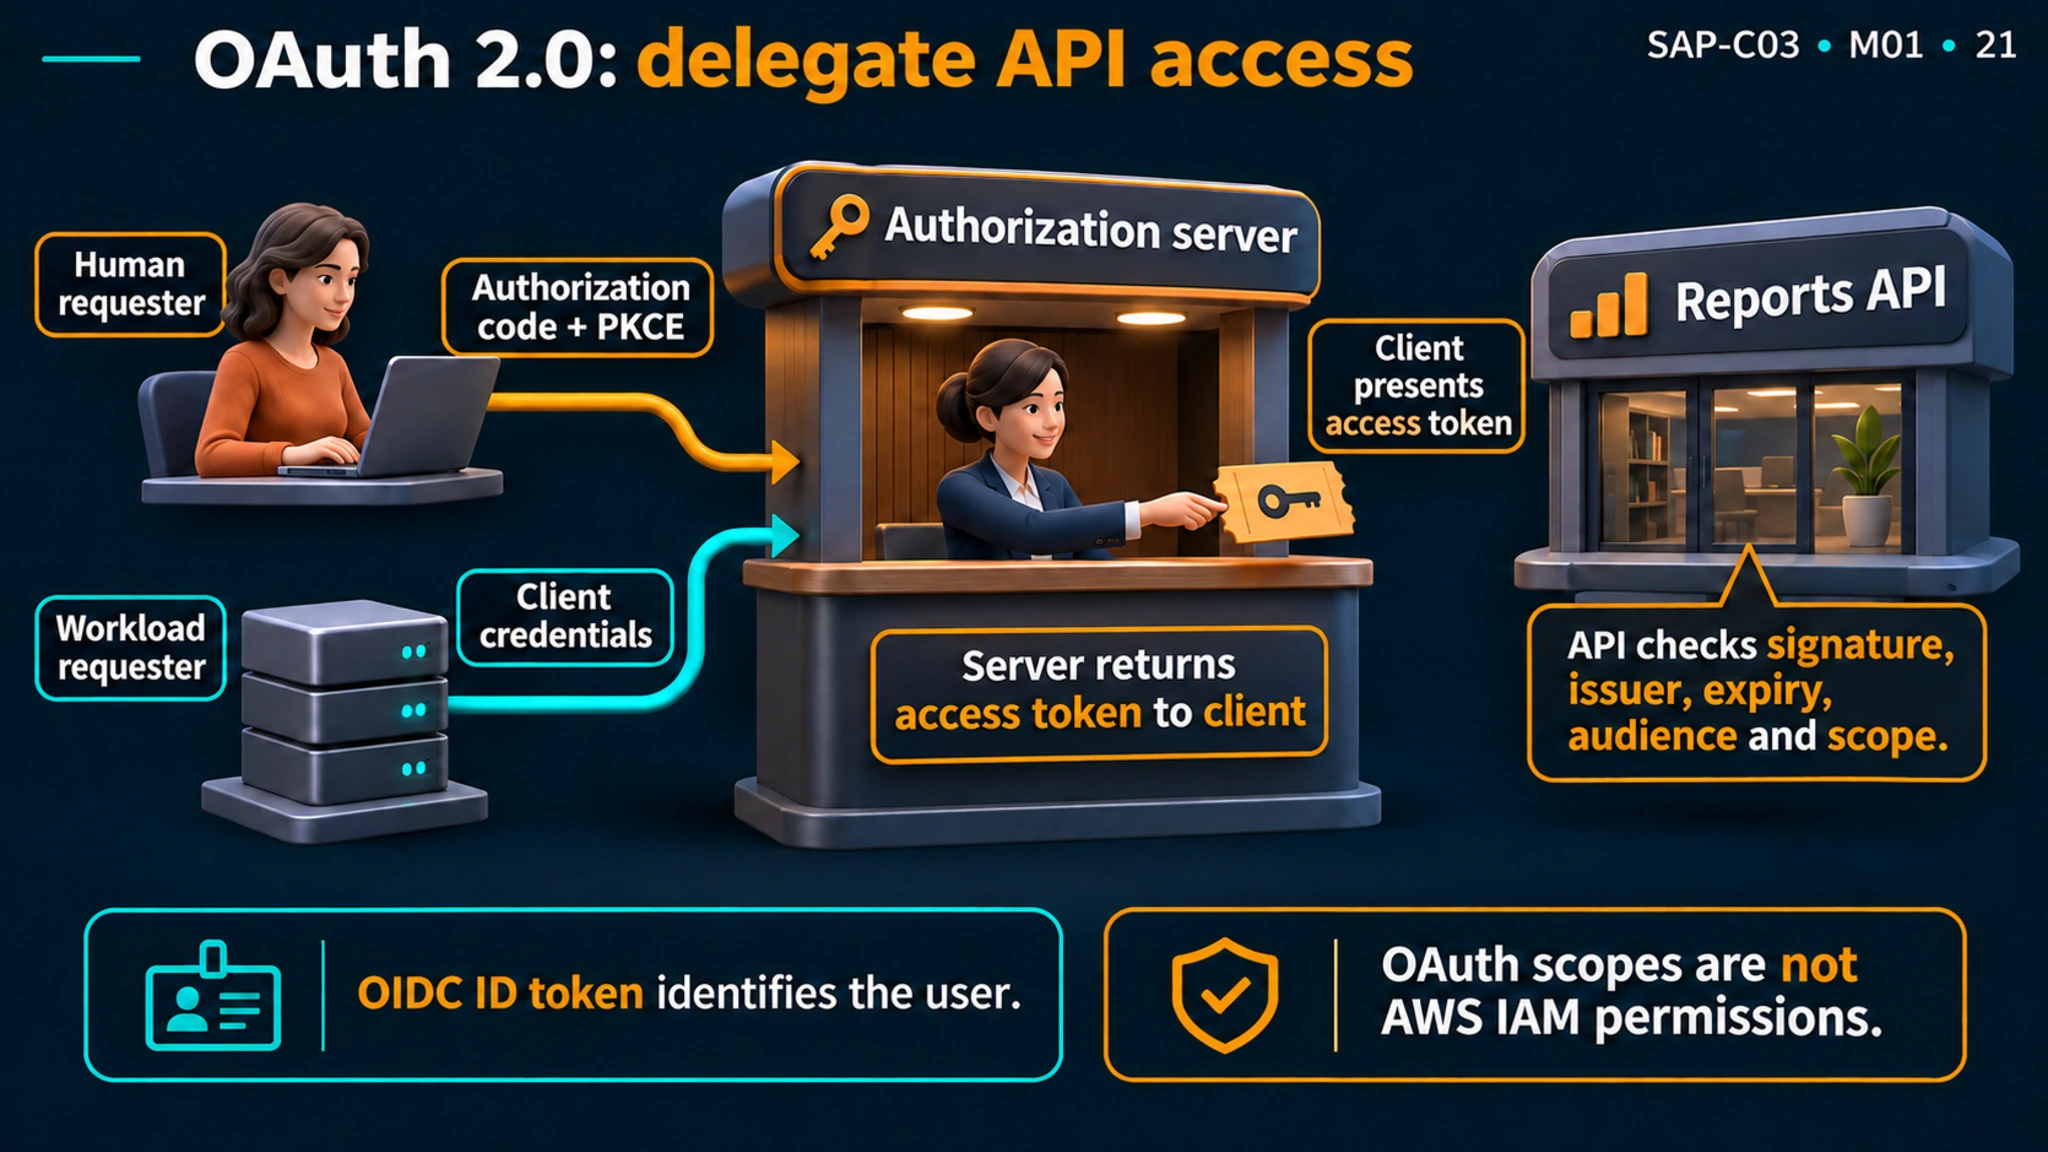 OAuth 2.0: delegate API access
SAP-C03 • M01 • 21
Human
requester
Authorization
code + PKCE
Authorization server
Client
presents
access token
Reports API
Workload
requester
Client
credentials
Server returns
access token to client
API checks signature,
issuer, expiry,
audience and scope.
OIDC ID token identifies the user.
OAuth scopes are not
AWS IAM permissions.